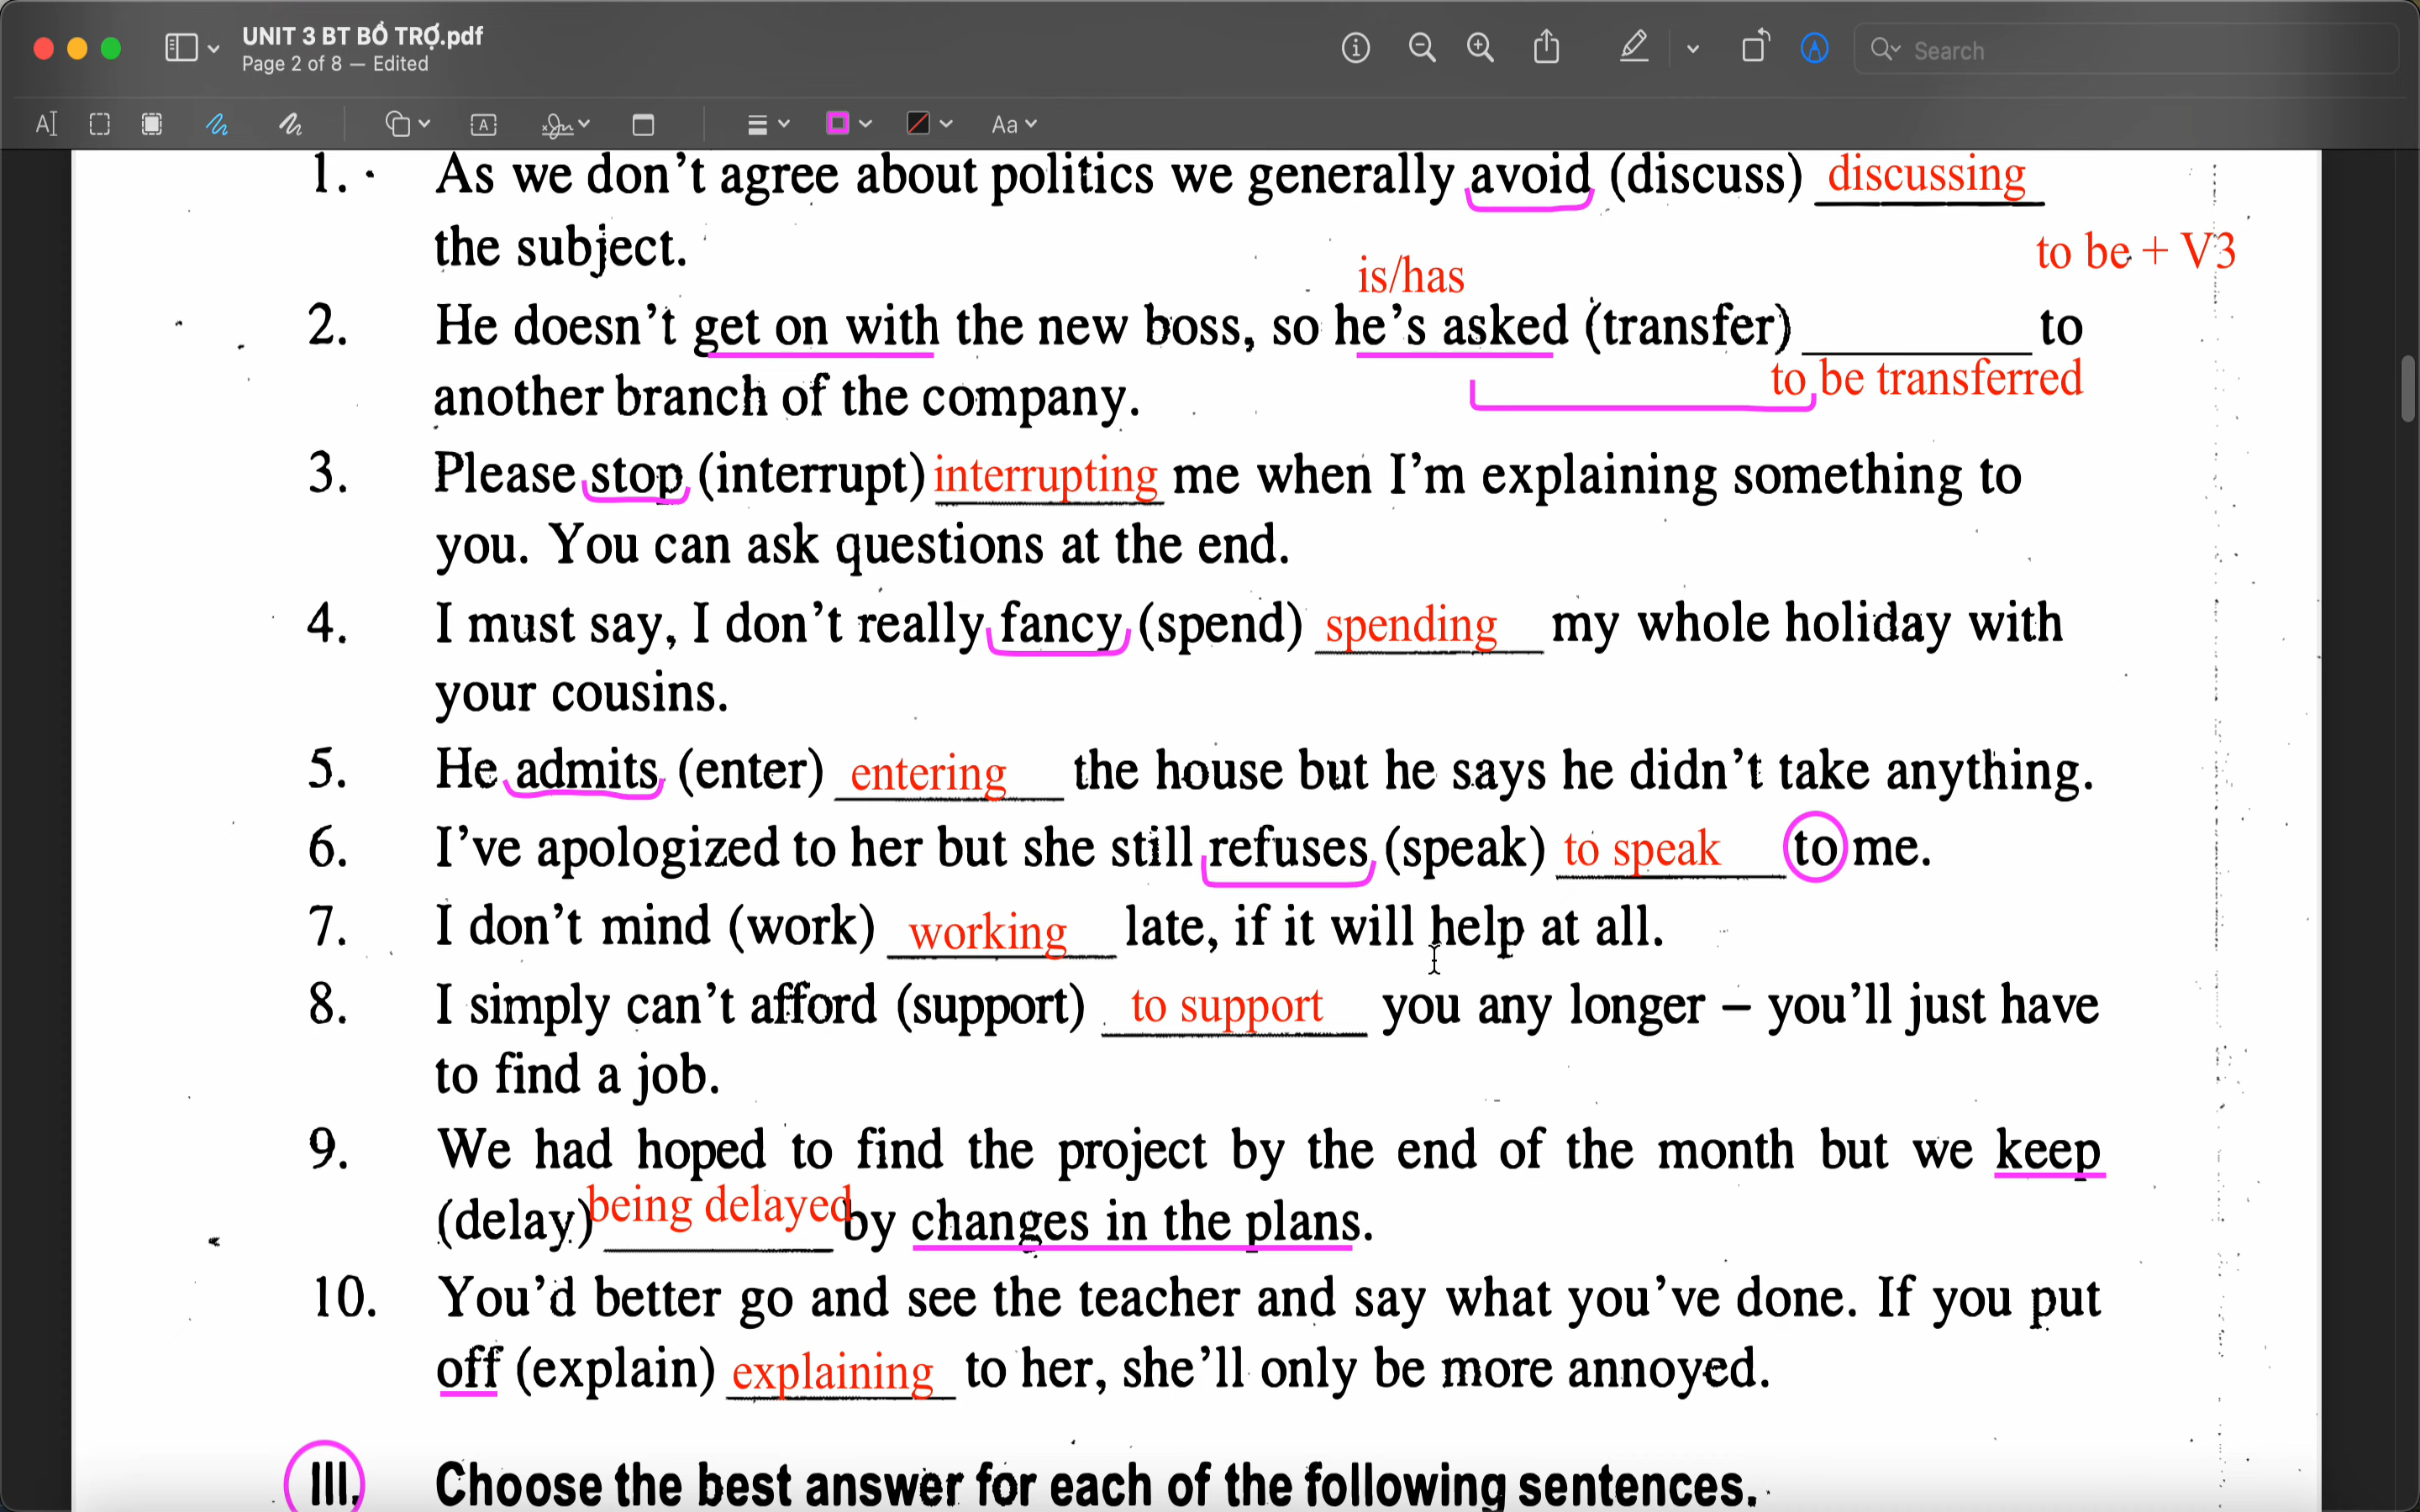 UNIT 3 BT BỔ TRỢ.pdf
Page 2 of 8 — Edited
Search
Aa
1. As we don't agree about politics we generally avoid (discuss) discussing
the subject.
to be + V3
is/has
2. He doesn't get on with the new boss, so he's asked (transfer) __________ to
to be transferred
another branch of the company.
3. Please stop (interrupt) interrupting me when I'm explaining something to
you. You can ask questions at the end.
4. I must say, I don't really fancy (spend) spending my whole holiday with
your cousins.
5. He admits (enter) entering the house but he says he didn't take anything.
6. I've apologized to her but she still refuses (speak) to speak to me.
7. I don't mind (work) working late, if it will help at all.
8. I simply can't afford (support) to support you any longer – you'll just have
to find a job.
9. We had hoped to find the project by the end of the month but we keep
(delay) being delayed by changes in the plans.
10. You'd better go and see the teacher and say what you've done. If you put
off (explain) explaining to her, she'll only be more annoyed.
III. Choose the best answer for each of the following sentences.